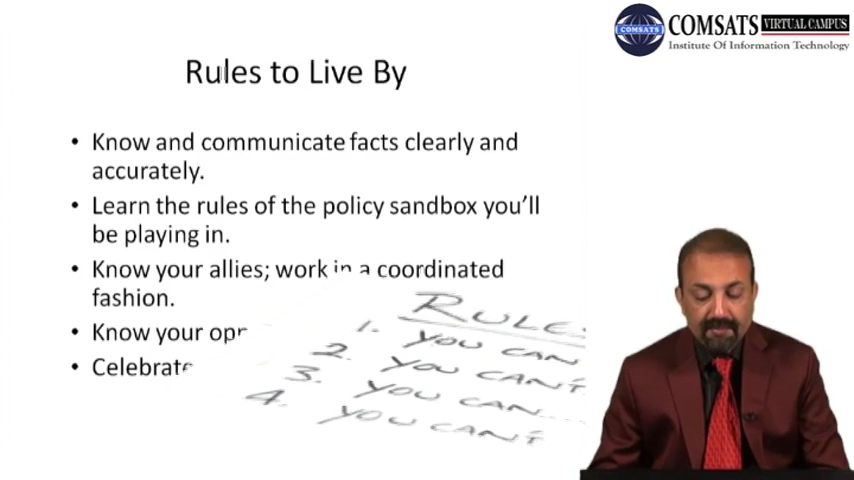 COMSATS VIRTUAL CAMPUS
COMSATS
Institute Of Information Technology
Rules to Live By
• Know and communicate facts clearly and
accurately.
• Learn the rules of the policy sandbox you'll
be playing in.
• Know your allies; work in a coordinated
fashion.
• Know your
•
RULE
1. YOU CAN
2. YOU CAN'T
3. YOU CAN
4. YOU CAN'T